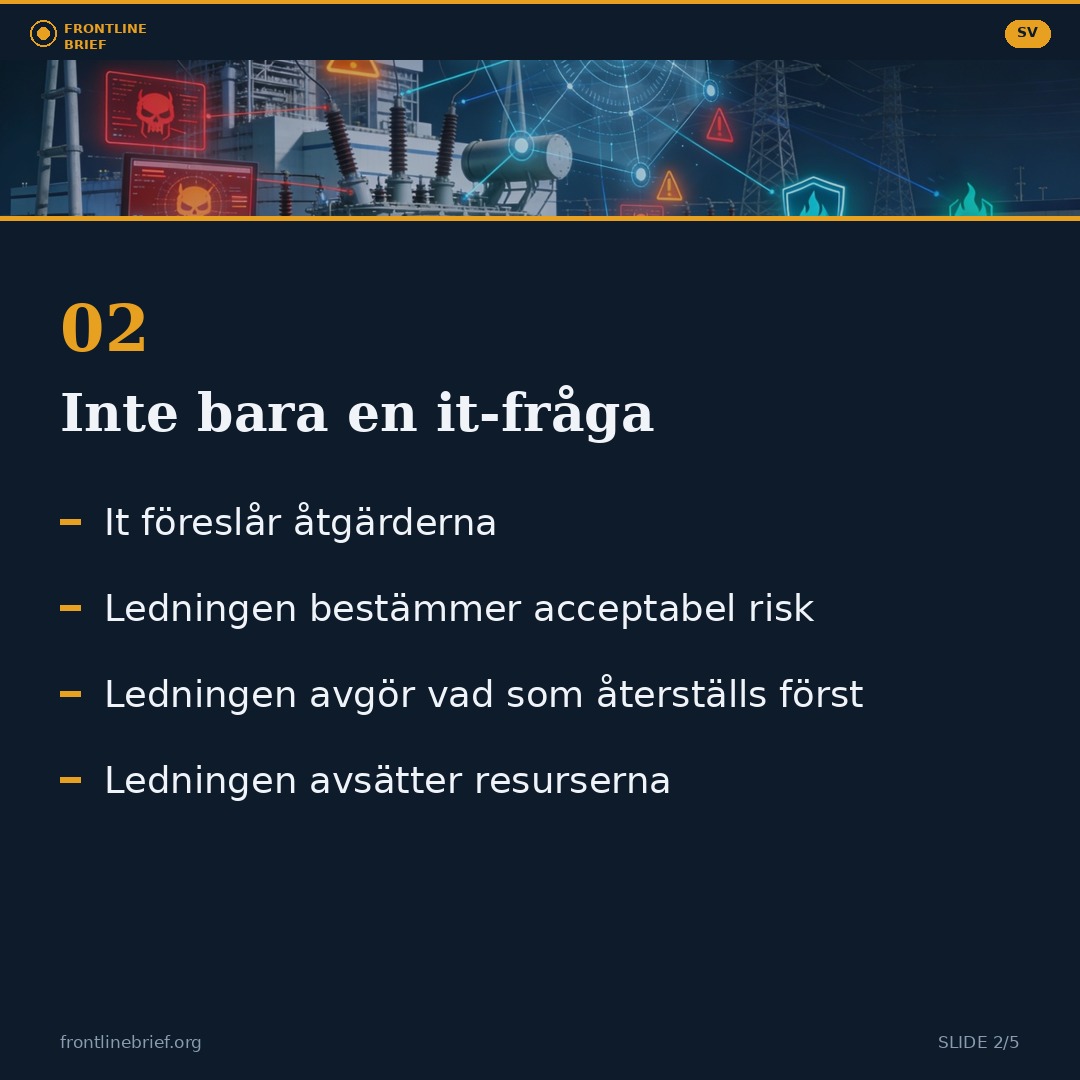 FRONTLINE
BRIEF
SV
02
Inte bara en it-fråga
It föreslår åtgärderna
Ledningen bestämmer acceptabel risk
Ledningen avgör vad som återställs först
Ledningen avsätter resurserna
frontlinebrief.org
SLIDE 2/5